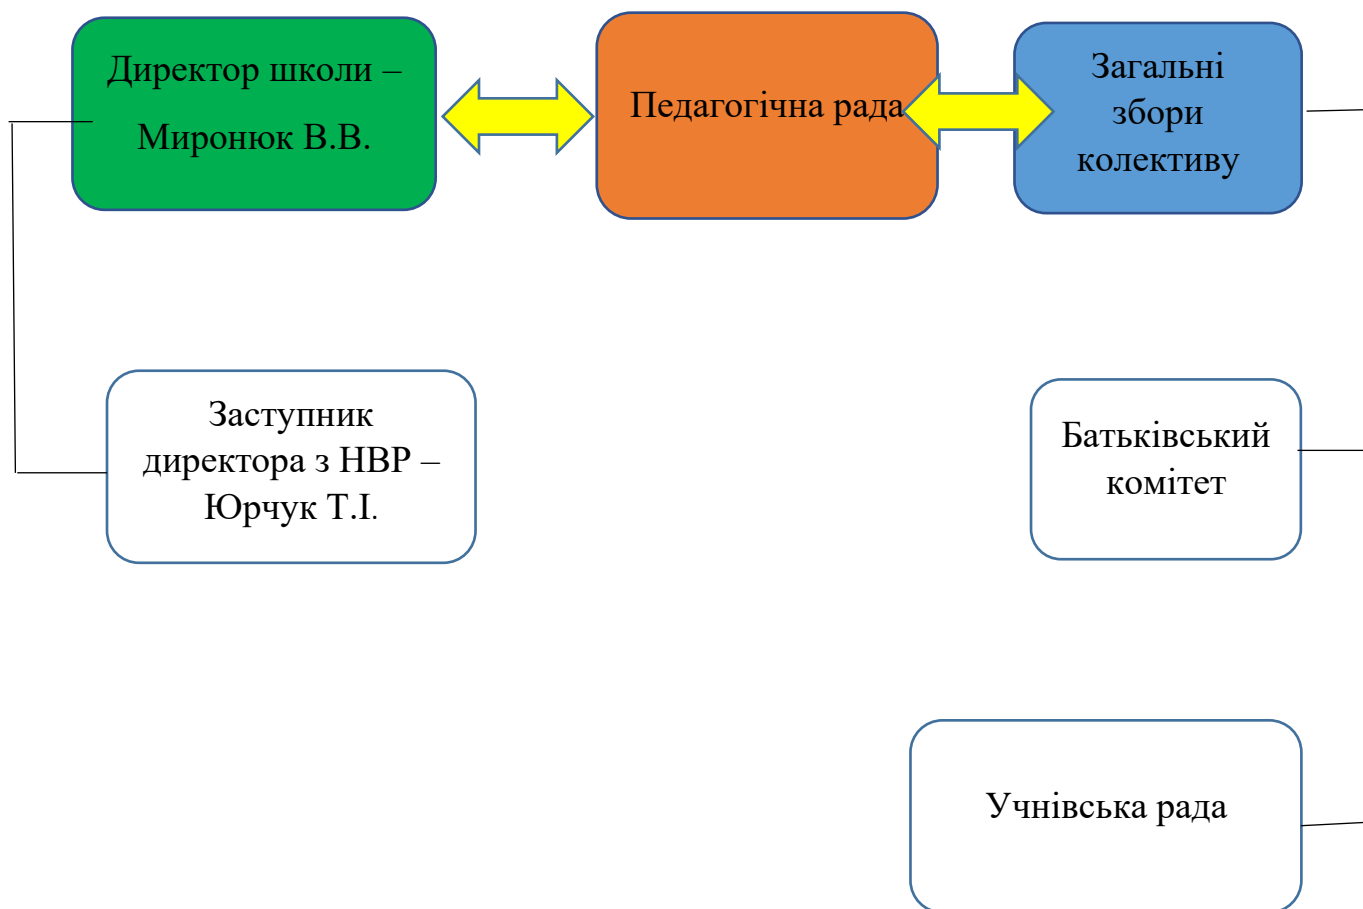 Директор школи –
Миронюк В.В.
Педагогічна рада
Загальні
збори
колективу
Заступник
директора з НВР –
Юрчук Т.І.
Батьківський
комітет
Учнівська рада